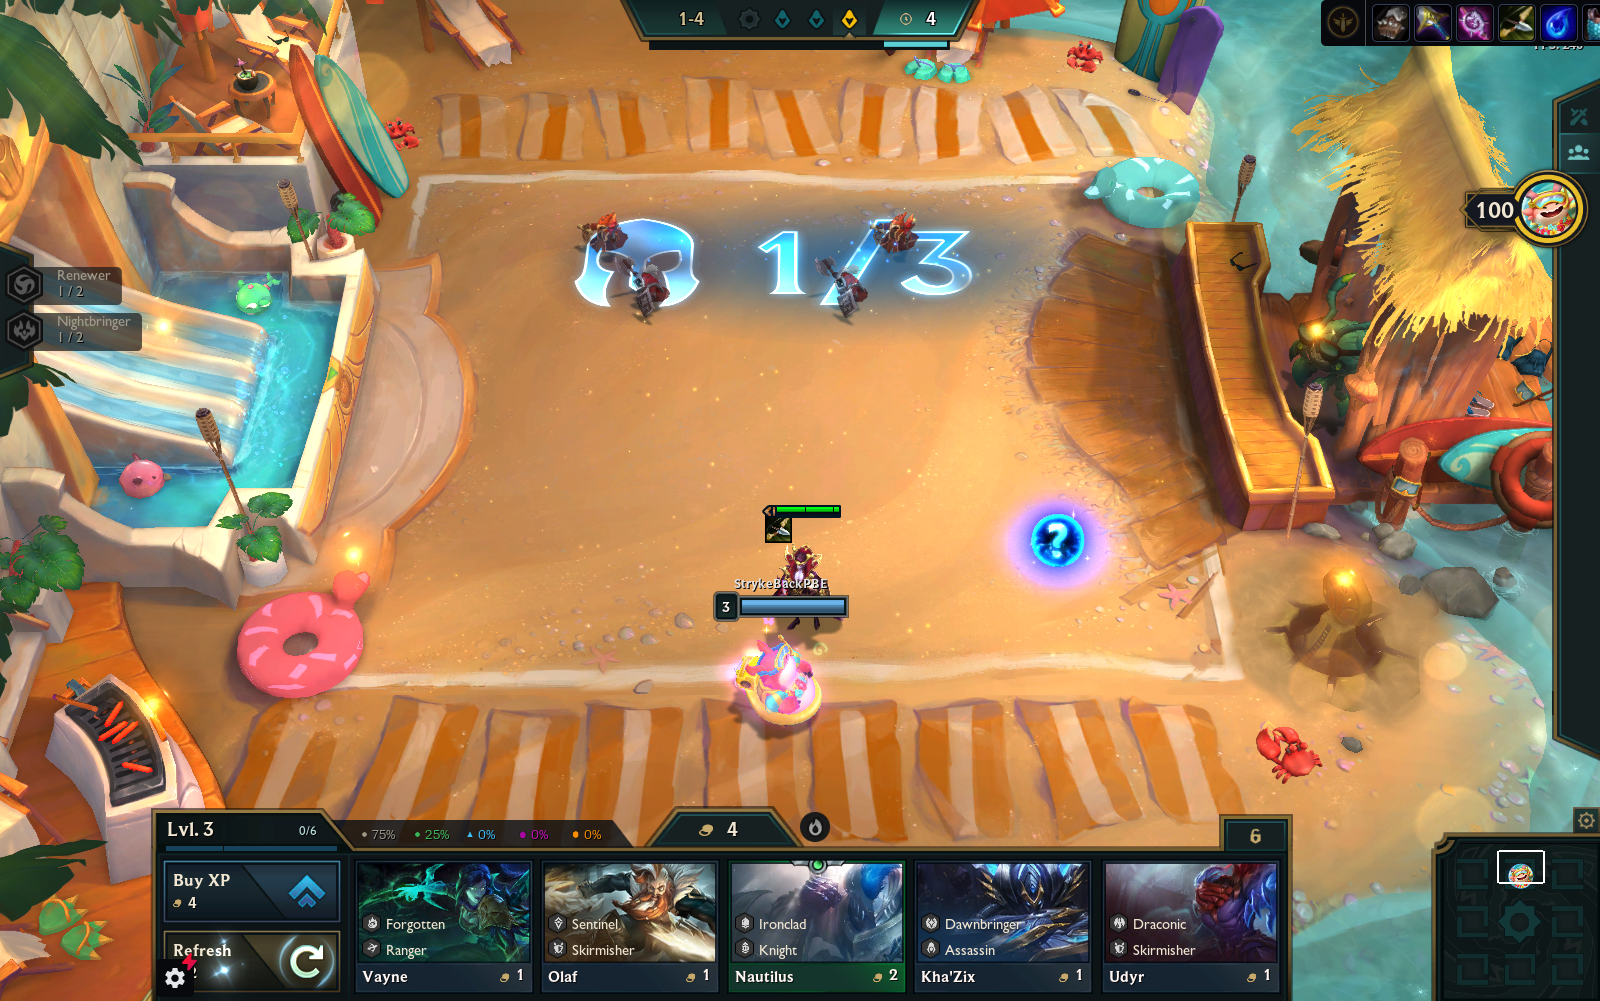 1-4
4
100
Renewer
1 / 2
Nightbringer
1 / 2
1/3
?
StrykeBackPBE
3
Lvl. 3
0/6
75%
25%
0%
0%
0%
4
6
Buy XP
4
Refresh
2
Forgotten
Ranger
Vayne
1
Sentinel
Skirmisher
Olaf
1
Ironclad
Knight
Nautilus
2
Dawnbringer
Assassin
Kha'Zix
1
Draconic
Skirmisher
Udyr
1